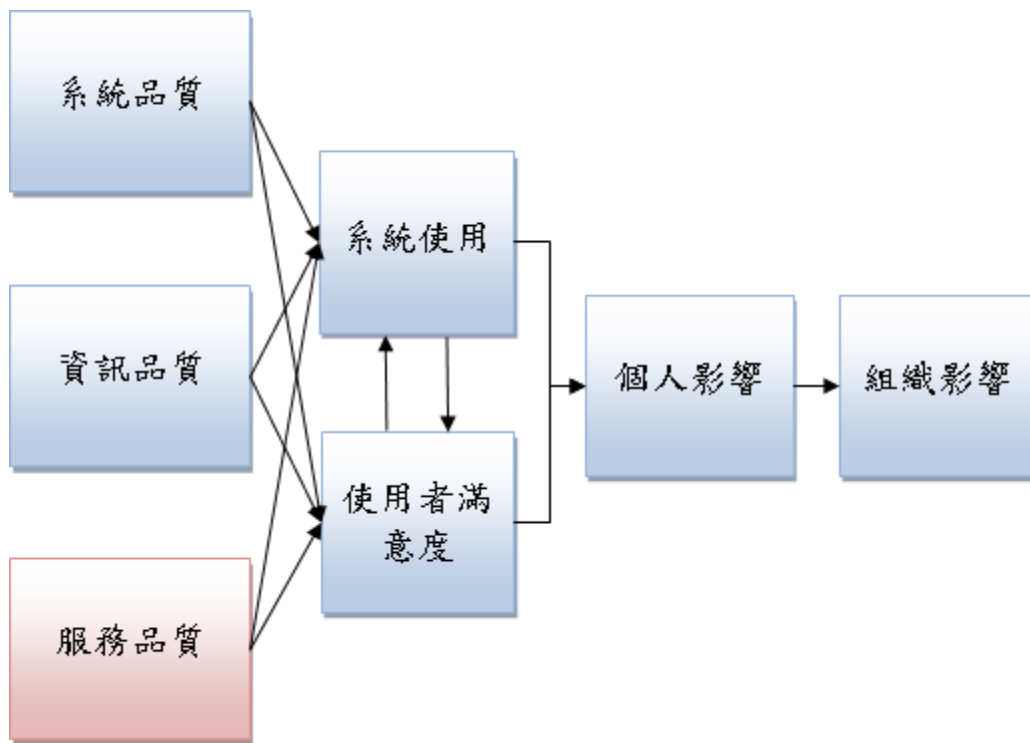 系統品質
系統使用
資訊品質
個人影響
組織影響
使用者滿
意度
服務品質